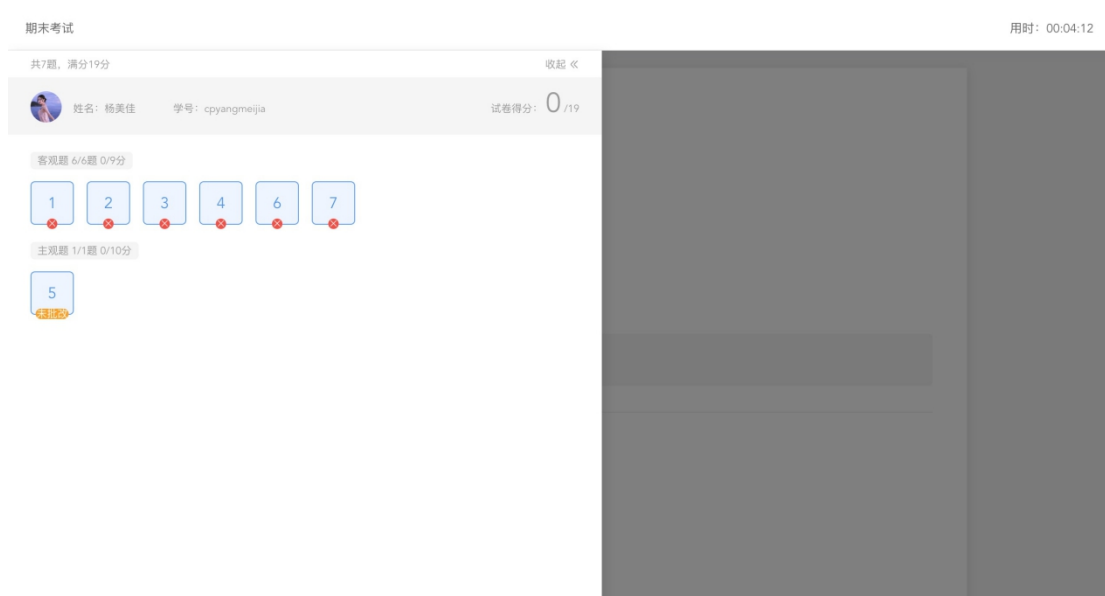 期末考试
用时：00:04:12
共7题，满分19分
收起 《
姓名：杨美佳 学号：cpyangmeijia 试卷得分：0/19
客观题 6/6题 0/9分
1 2 3 4 6 7
主观题 1/1题 0/10分
5
未批改